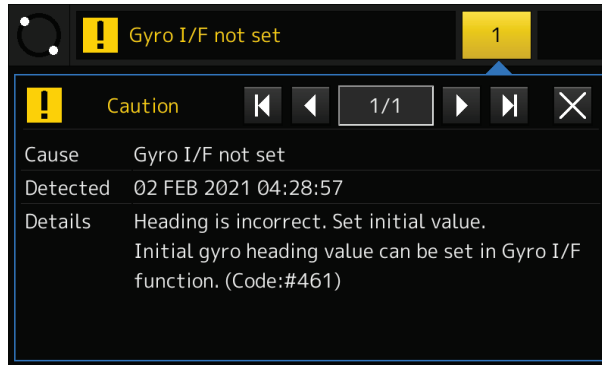 Gyro I/F not set
1
Caution
1/1
Cause Gyro I/F not set
Detected 02 FEB 2021 04:28:57
Details Heading is incorrect. Set initial value.
Initial gyro heading value can be set in Gyro I/F
function. (Code:#461)